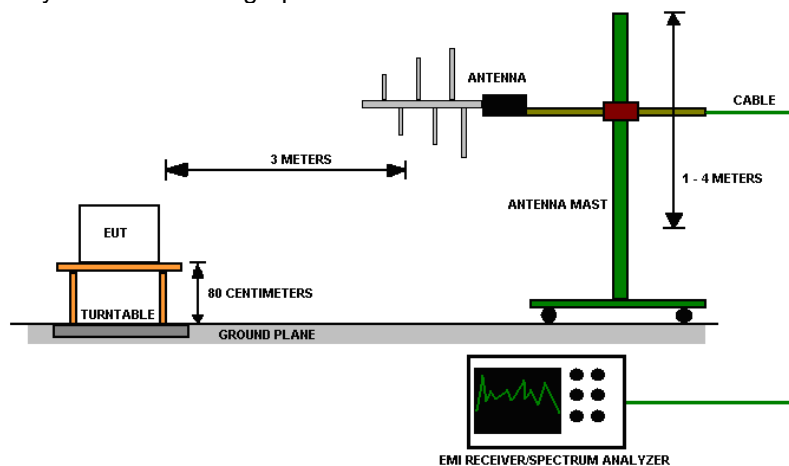 ANTENNA
CABLE
3 METERS
1 - 4 METERS
ANTENNA MAST
EUT
80 CENTIMETERS
TURNTABLE
GROUND PLANE
EMI RECEIVER/SPECTRUM ANALYZER